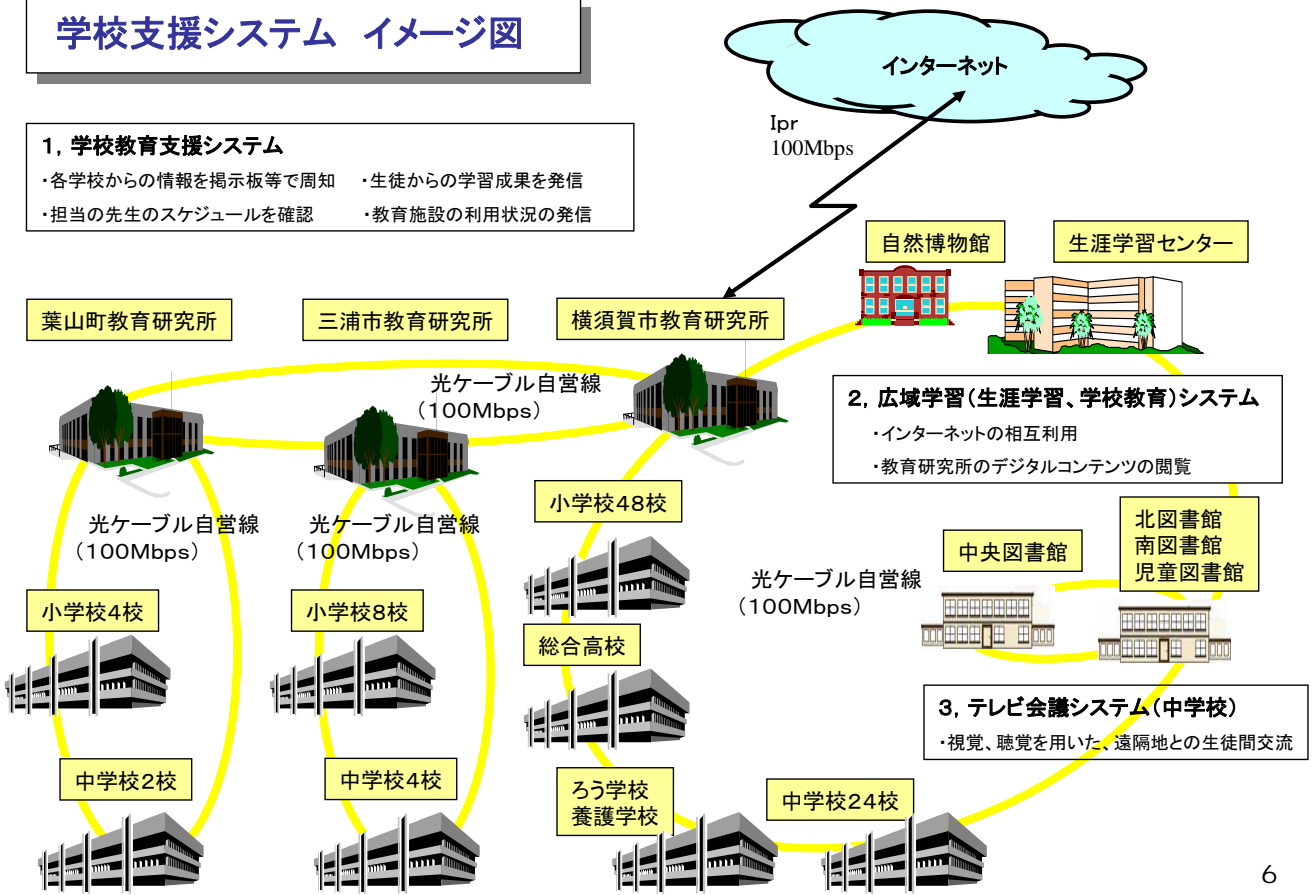 学校支援システム イメージ図
インターネット
Ipr
100Mbps
1，学校教育支援システム
・各学校からの情報を掲示板等で周知　・生徒からの学習成果を発信
・担当の先生のスケジュールを確認　・教育施設の利用状況の発信
自然博物館
生涯学習センター
葉山町教育研究所
三浦市教育研究所
横須賀市教育研究所
光ケーブル自営線
（100Mbps）
2，広域学習（生涯学習、学校教育）システム
・インターネットの相互利用
・教育研究所のデジタルコンテンツの閲覧
光ケーブル自営線
（100Mbps）
光ケーブル自営線
（100Mbps）
小学校48校
中央図書館
北図書館
南図書館
児童図書館
光ケーブル自営線
（100Mbps）
小学校4校
小学校8校
総合高校
3，テレビ会議システム（中学校）
・視覚、聴覚を用いた、遠隔地との生徒間交流
中学校2校
中学校4校
ろう学校
養護学校
中学校24校
6